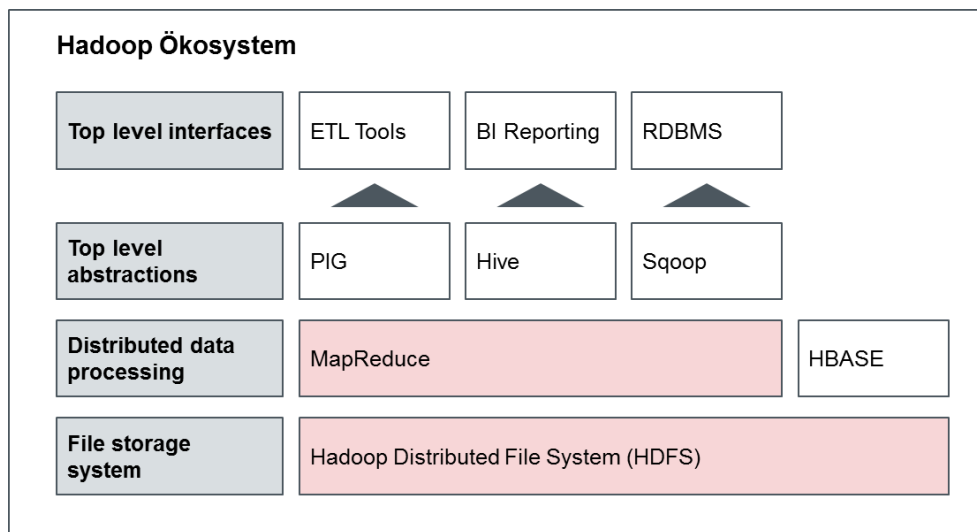 Hadoop Ökosystem
Top level interfaces
ETL Tools
BI Reporting
RDBMS
Top level
abstractions
PIG
Hive
Sqoop
Distributed data
processing
MapReduce
HBASE
File storage
system
Hadoop Distributed File System (HDFS)